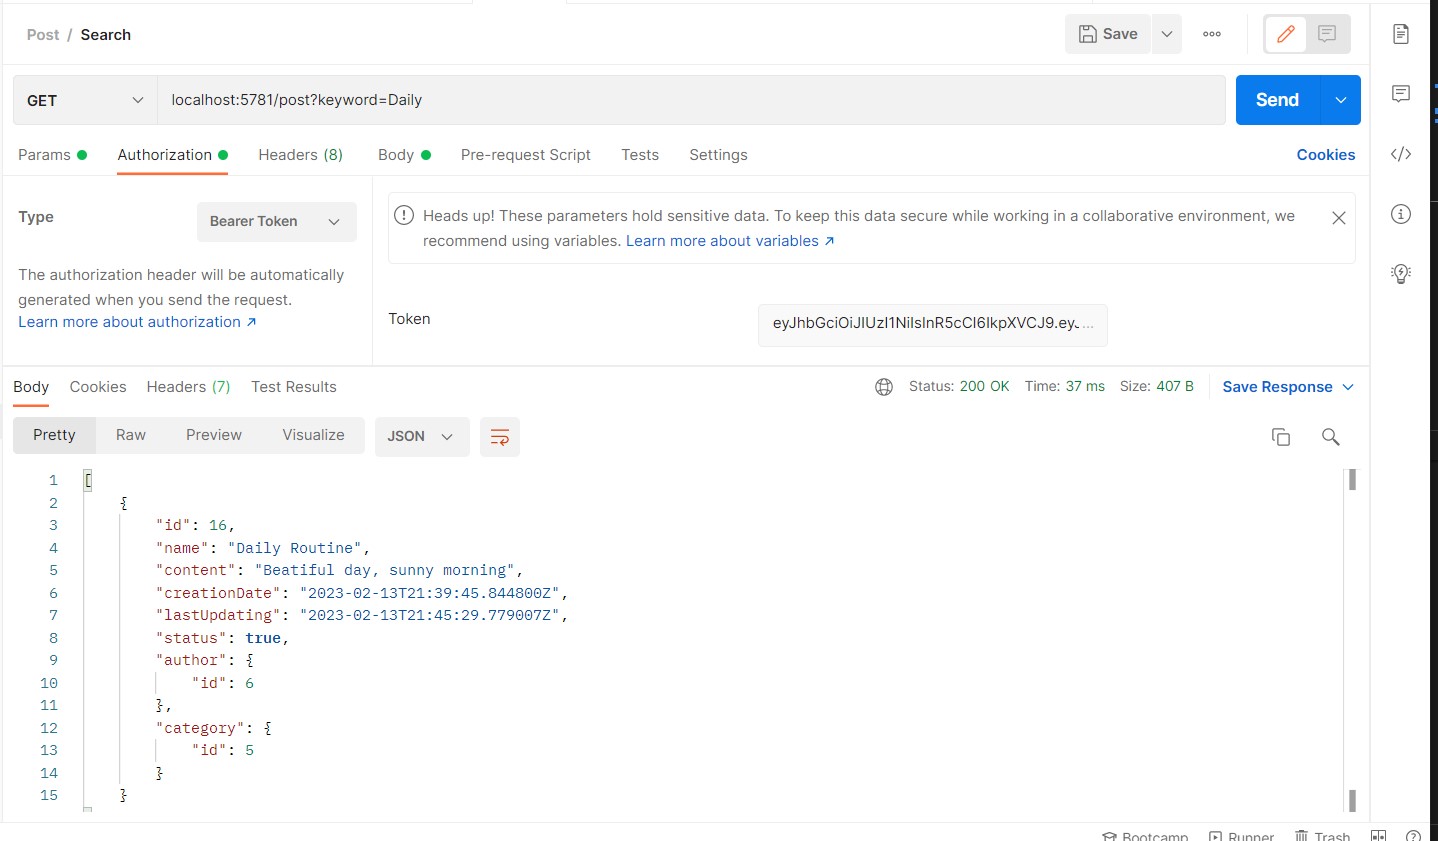 Post / Search
Save
GET
localhost:5781/post?keyword=Daily
Send
Params
Authorization
Headers (8)
Body
Pre-request Script
Tests
Settings
Cookies
Type
Bearer Token
The authorization header will be automatically
generated when you send the request.
Learn more about authorization ↗
Heads up! These parameters hold sensitive data. To keep this data secure while working in a collaborative environment, we
recommend using variables. Learn more about variables ↗
Token
eyJhbGciOiJIUzI1NiIsInR5cCI6IkpXVCJ9.eyJ...
Body
Cookies
Headers (7)
Test Results
Status: 200 OK
Time: 37 ms
Size: 407 B
Save Response
Pretty
Raw
Preview
Visualize
JSON
1 [
2 {
3 "id": 16,
4 "name": "Daily Routine",
5 "content": "Beatiful day, sunny morning",
6 "creationDate": "2023-02-13T21:39:45.844800Z",
7 "lastUpdating": "2023-02-13T21:45:29.779007Z",
8 "status": true,
9 "author": {
10 "id": 6
11 },
12 "category": {
13 "id": 5
14 }
15 }
Bootcamp
Runner
Trash